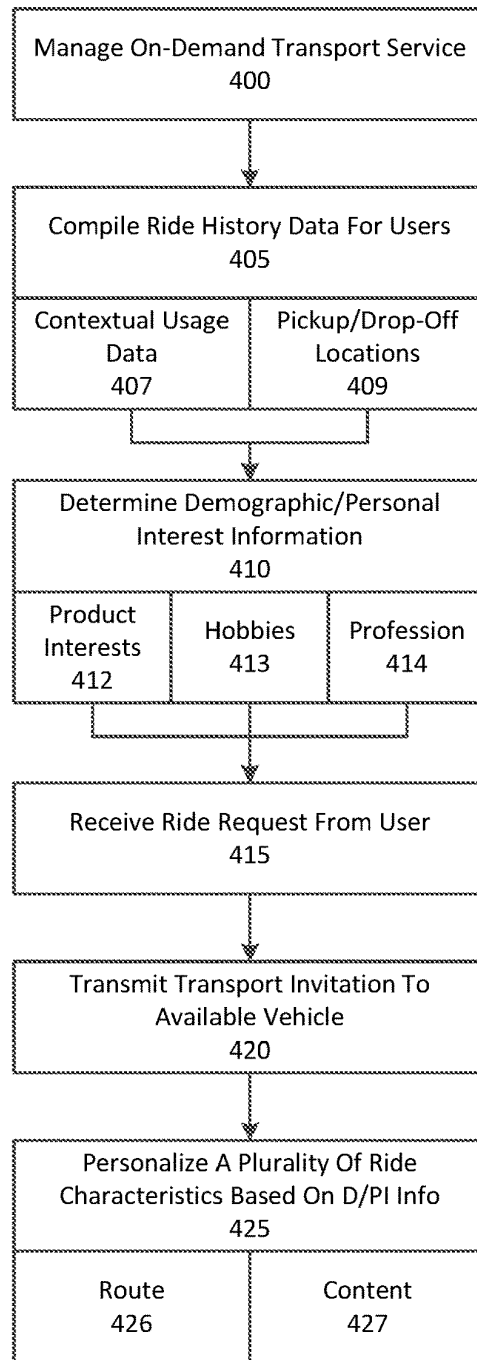 Manage On-Demand Transport Service
400
Compile Ride History Data For Users
405
Contextual Usage
Data
407
Pickup/Drop-Off
Locations
409
Determine Demographic/Personal
Interest Information
410
Product
Interests
412
Hobbies
413
Profession
414
Receive Ride Request From User
415
Transmit Transport Invitation To
Available Vehicle
420
Personalize A Plurality Of Ride
Characteristics Based On D/PI Info
425
Route
426
Content
427